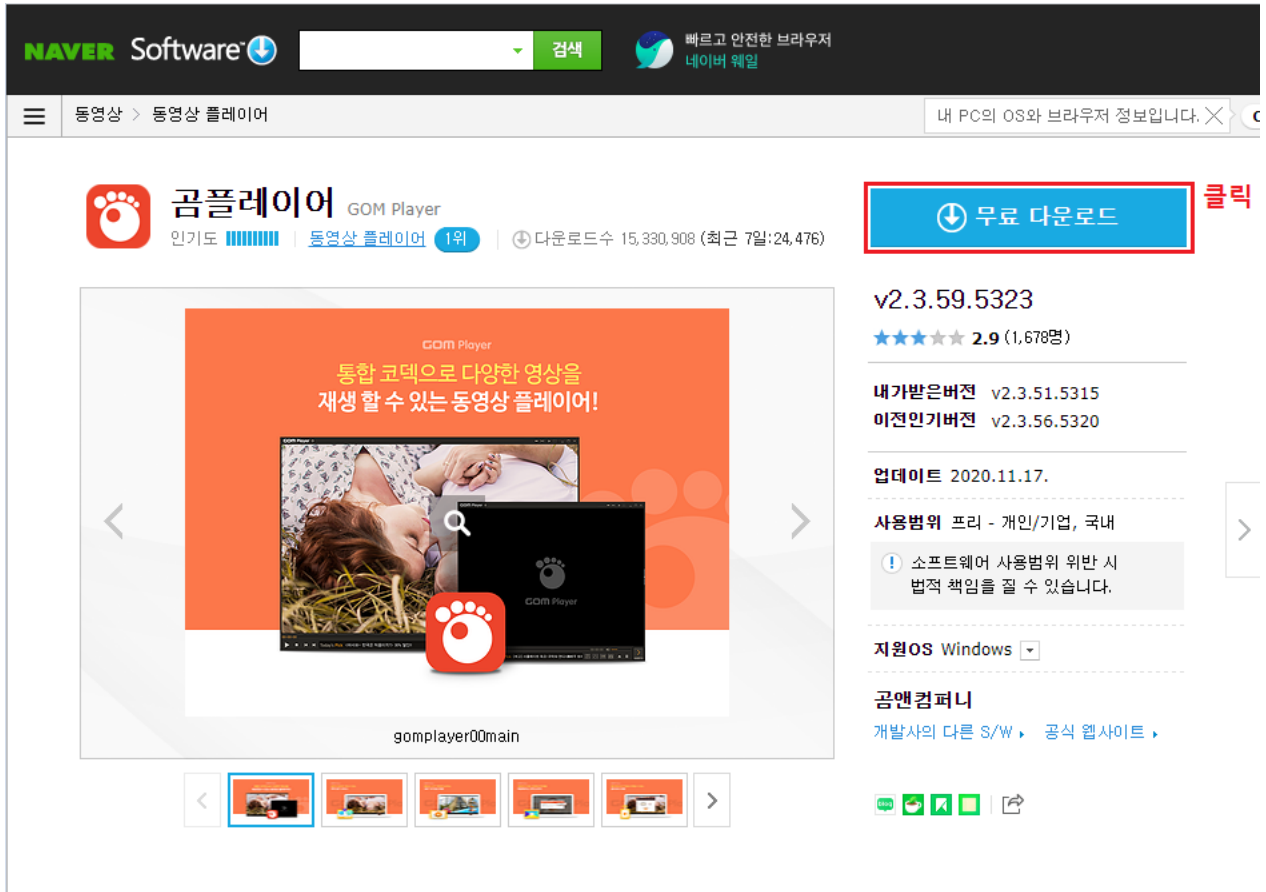 NAVER Software
검색
빠르고 안전한 브라우저
네이버 웨일
동영상 > 동영상 플레이어
내 PC의 OS와 브라우저 정보입니다.
곰플레이어 GOM Player
인기도 동영상 플레이어 1위 다운로드수 15,330,908 (최근 7일:24,476)
무료 다운로드
클릭
GOM Player
통합 코덱으로 다양한 영상을
재생 할 수 있는 동영상 플레이어!
GOM Player
GOM Player
GOM Player
gomplayer00main
v2.3.59.5323
2.9 (1,678명)
내가받은버전 v2.3.51.5315
이전인기버전 v2.3.56.5320
업데이트 2020.11.17.
사용범위 프리 - 개인/기업, 국내
! 소프트웨어 사용범위 위반 시
법적 책임을 질 수 있습니다.
지원OS Windows
곰앤컴퍼니
개발사의 다른 S/W 공식 웹사이트
blog